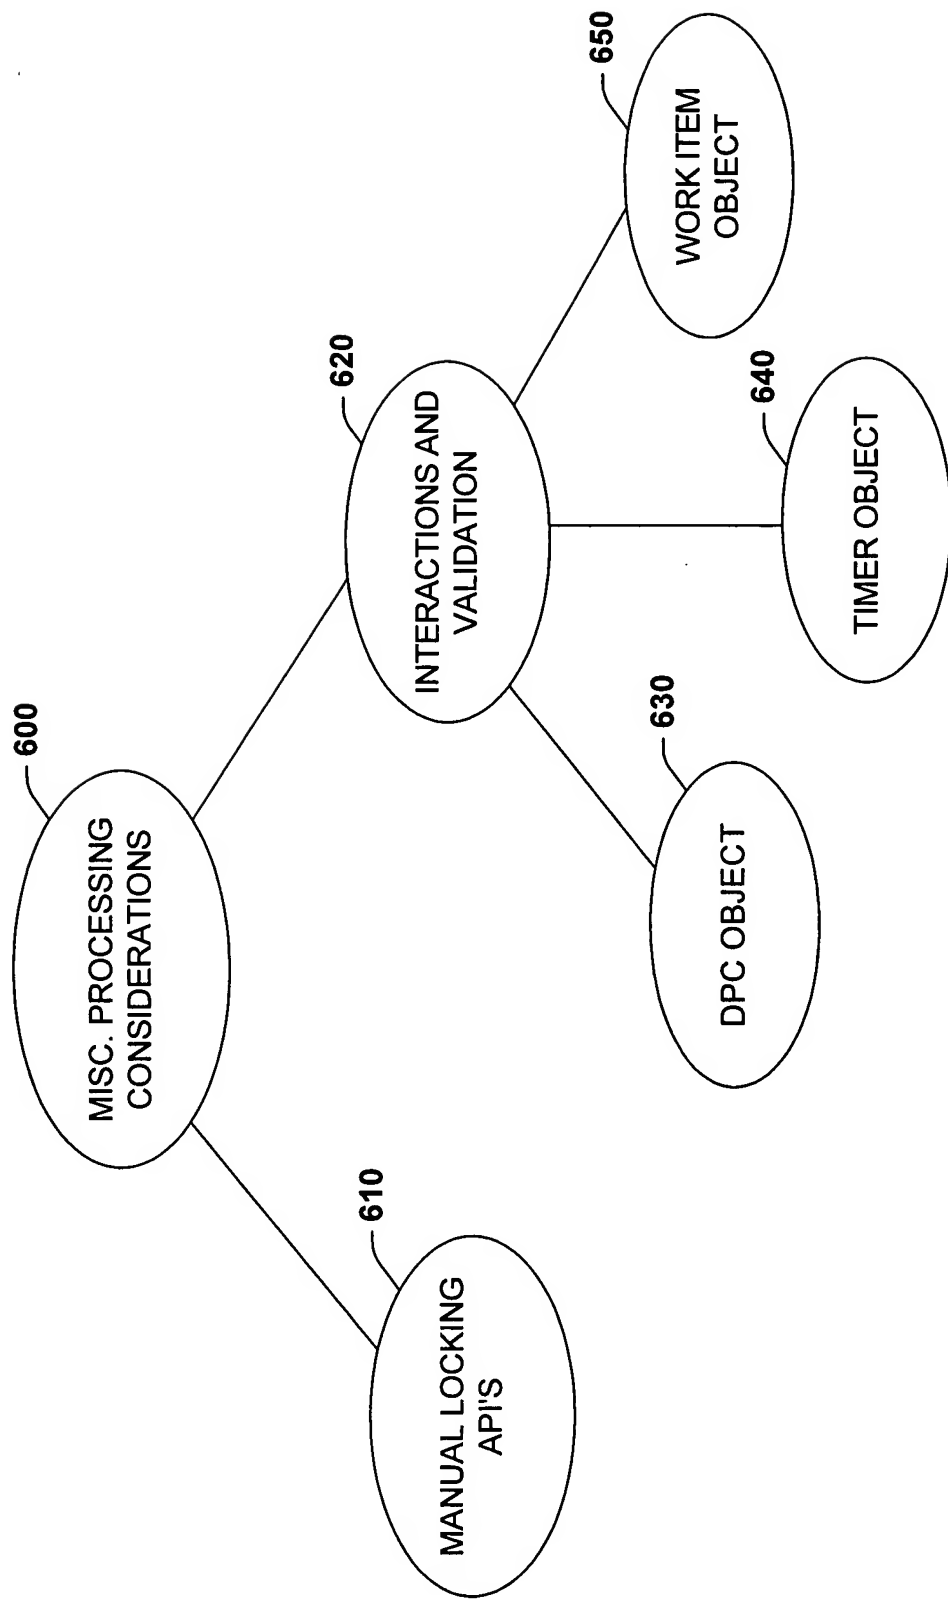 600
MISC. PROCESSING
CONSIDERATIONS
610
MANUAL LOCKING
API'S
620
INTERACTIONS AND
VALIDATION
630
DPC OBJECT
640
TIMER OBJECT
650
WORK ITEM
OBJECT